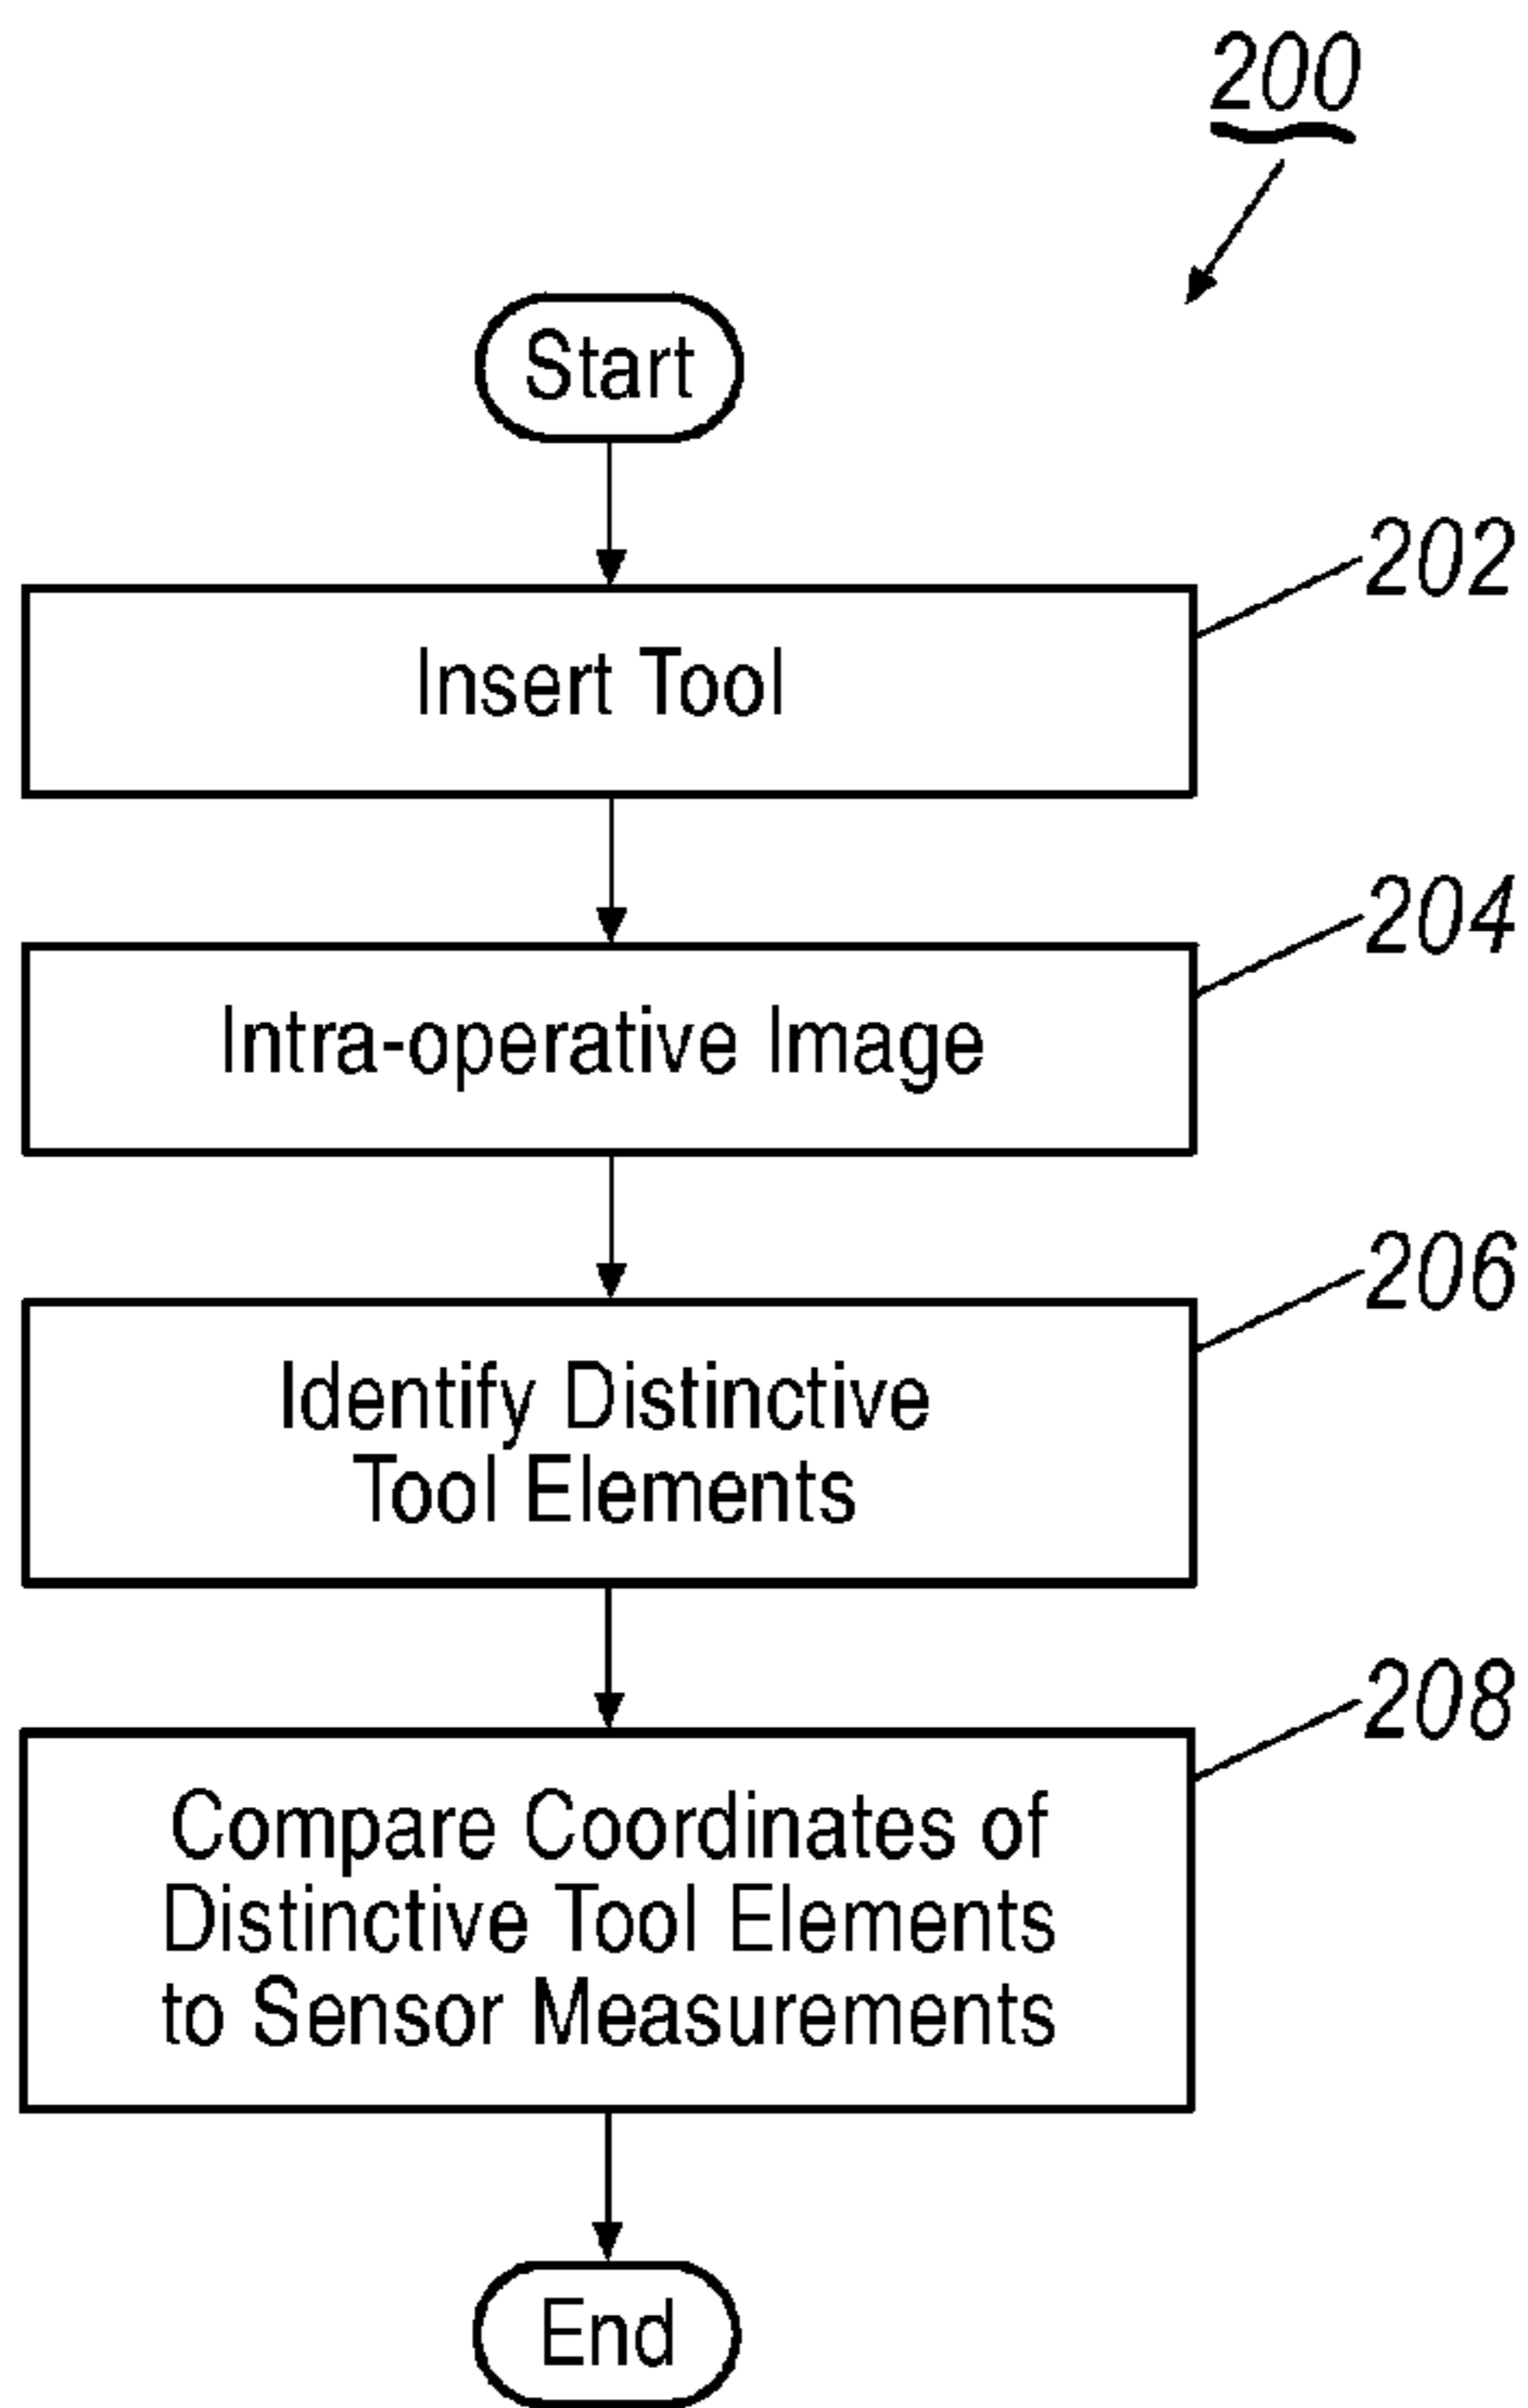 200
Start
202
Insert Tool
204
Intra-operative Image
206
Identify Distinctive
Tool Elements
208
Compare Coordinates of
Distinctive Tool Elements
to Sensor Measurements
End